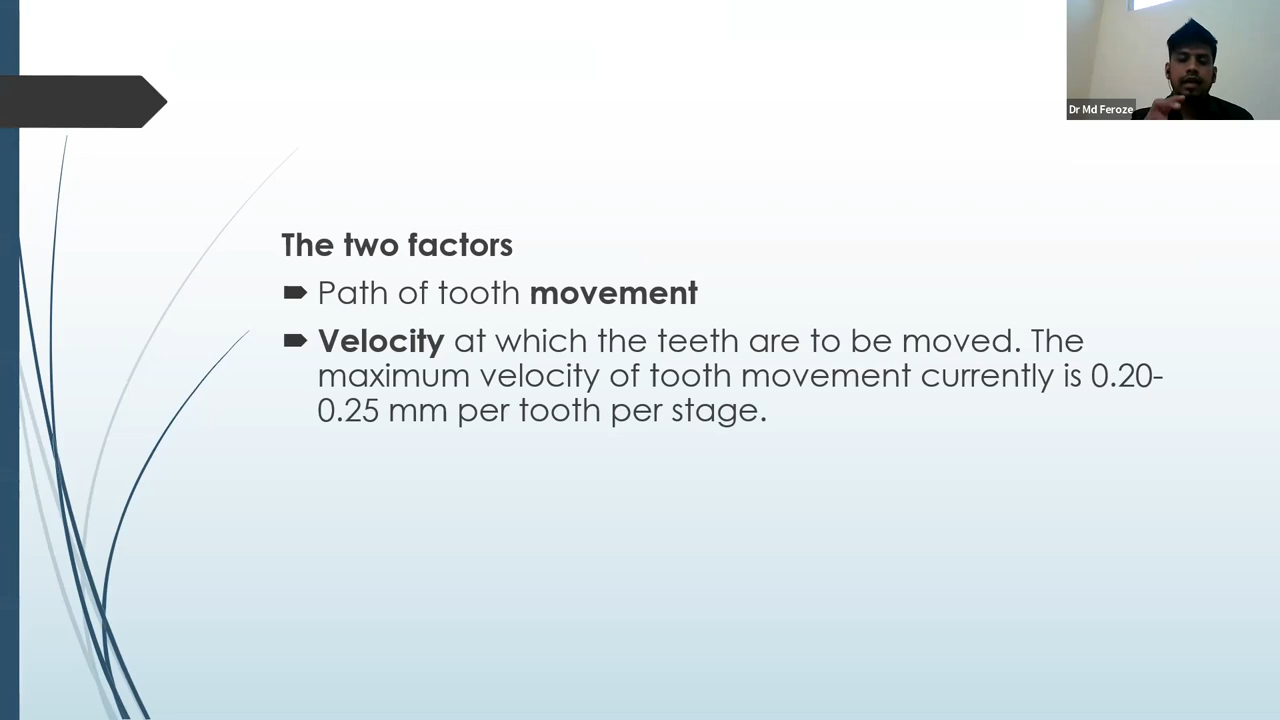 Dr Md Feroze
The two factors
Path of tooth movement
Velocity at which the teeth are to be moved. The
maximum velocity of tooth movement currently is 0.20-
0.25 mm per tooth per stage.